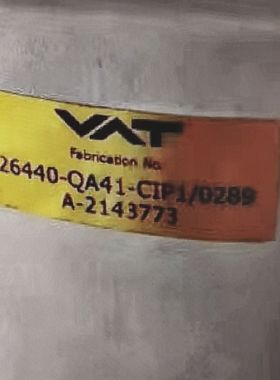 VAT
Fabrication No.
26440-QA41-CIP1/0289
A-2143773